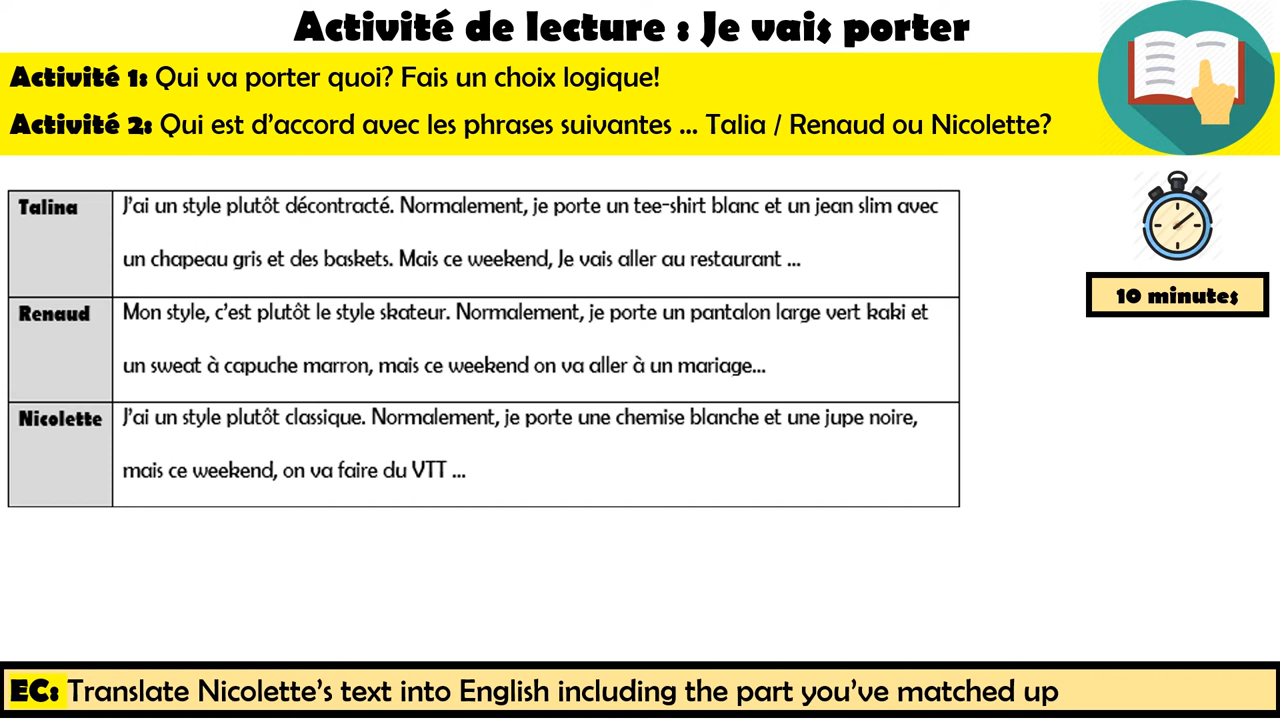 Activité de lecture : Je vais porter
Activité 1: Qui va porter quoi? Fais un choix logique!
Activité 2: Qui est d'accord avec les phrases suivantes ... Talia / Renaud ou Nicolette?
Talina
J'ai un style plutôt décontracté. Normalement, je porte un tee-shirt blanc et un jean slim avec
un chapeau gris et des baskets. Mais ce weekend, Je vais aller au restaurant ...
10 minutes
Renaud
Mon style, c'est plutôt le style skateur. Normalement, je porte un pantalon large vert kaki et
un sweat à capuche marron, mais ce weekend on va aller à un mariage...
Nicolette
J'ai un style plutôt classique. Normalement, je porte une chemise blanche et une jupe noire,
mais ce weekend, on va faire du VTT ...
EC: Translate Nicolette's text into English including the part you've matched up